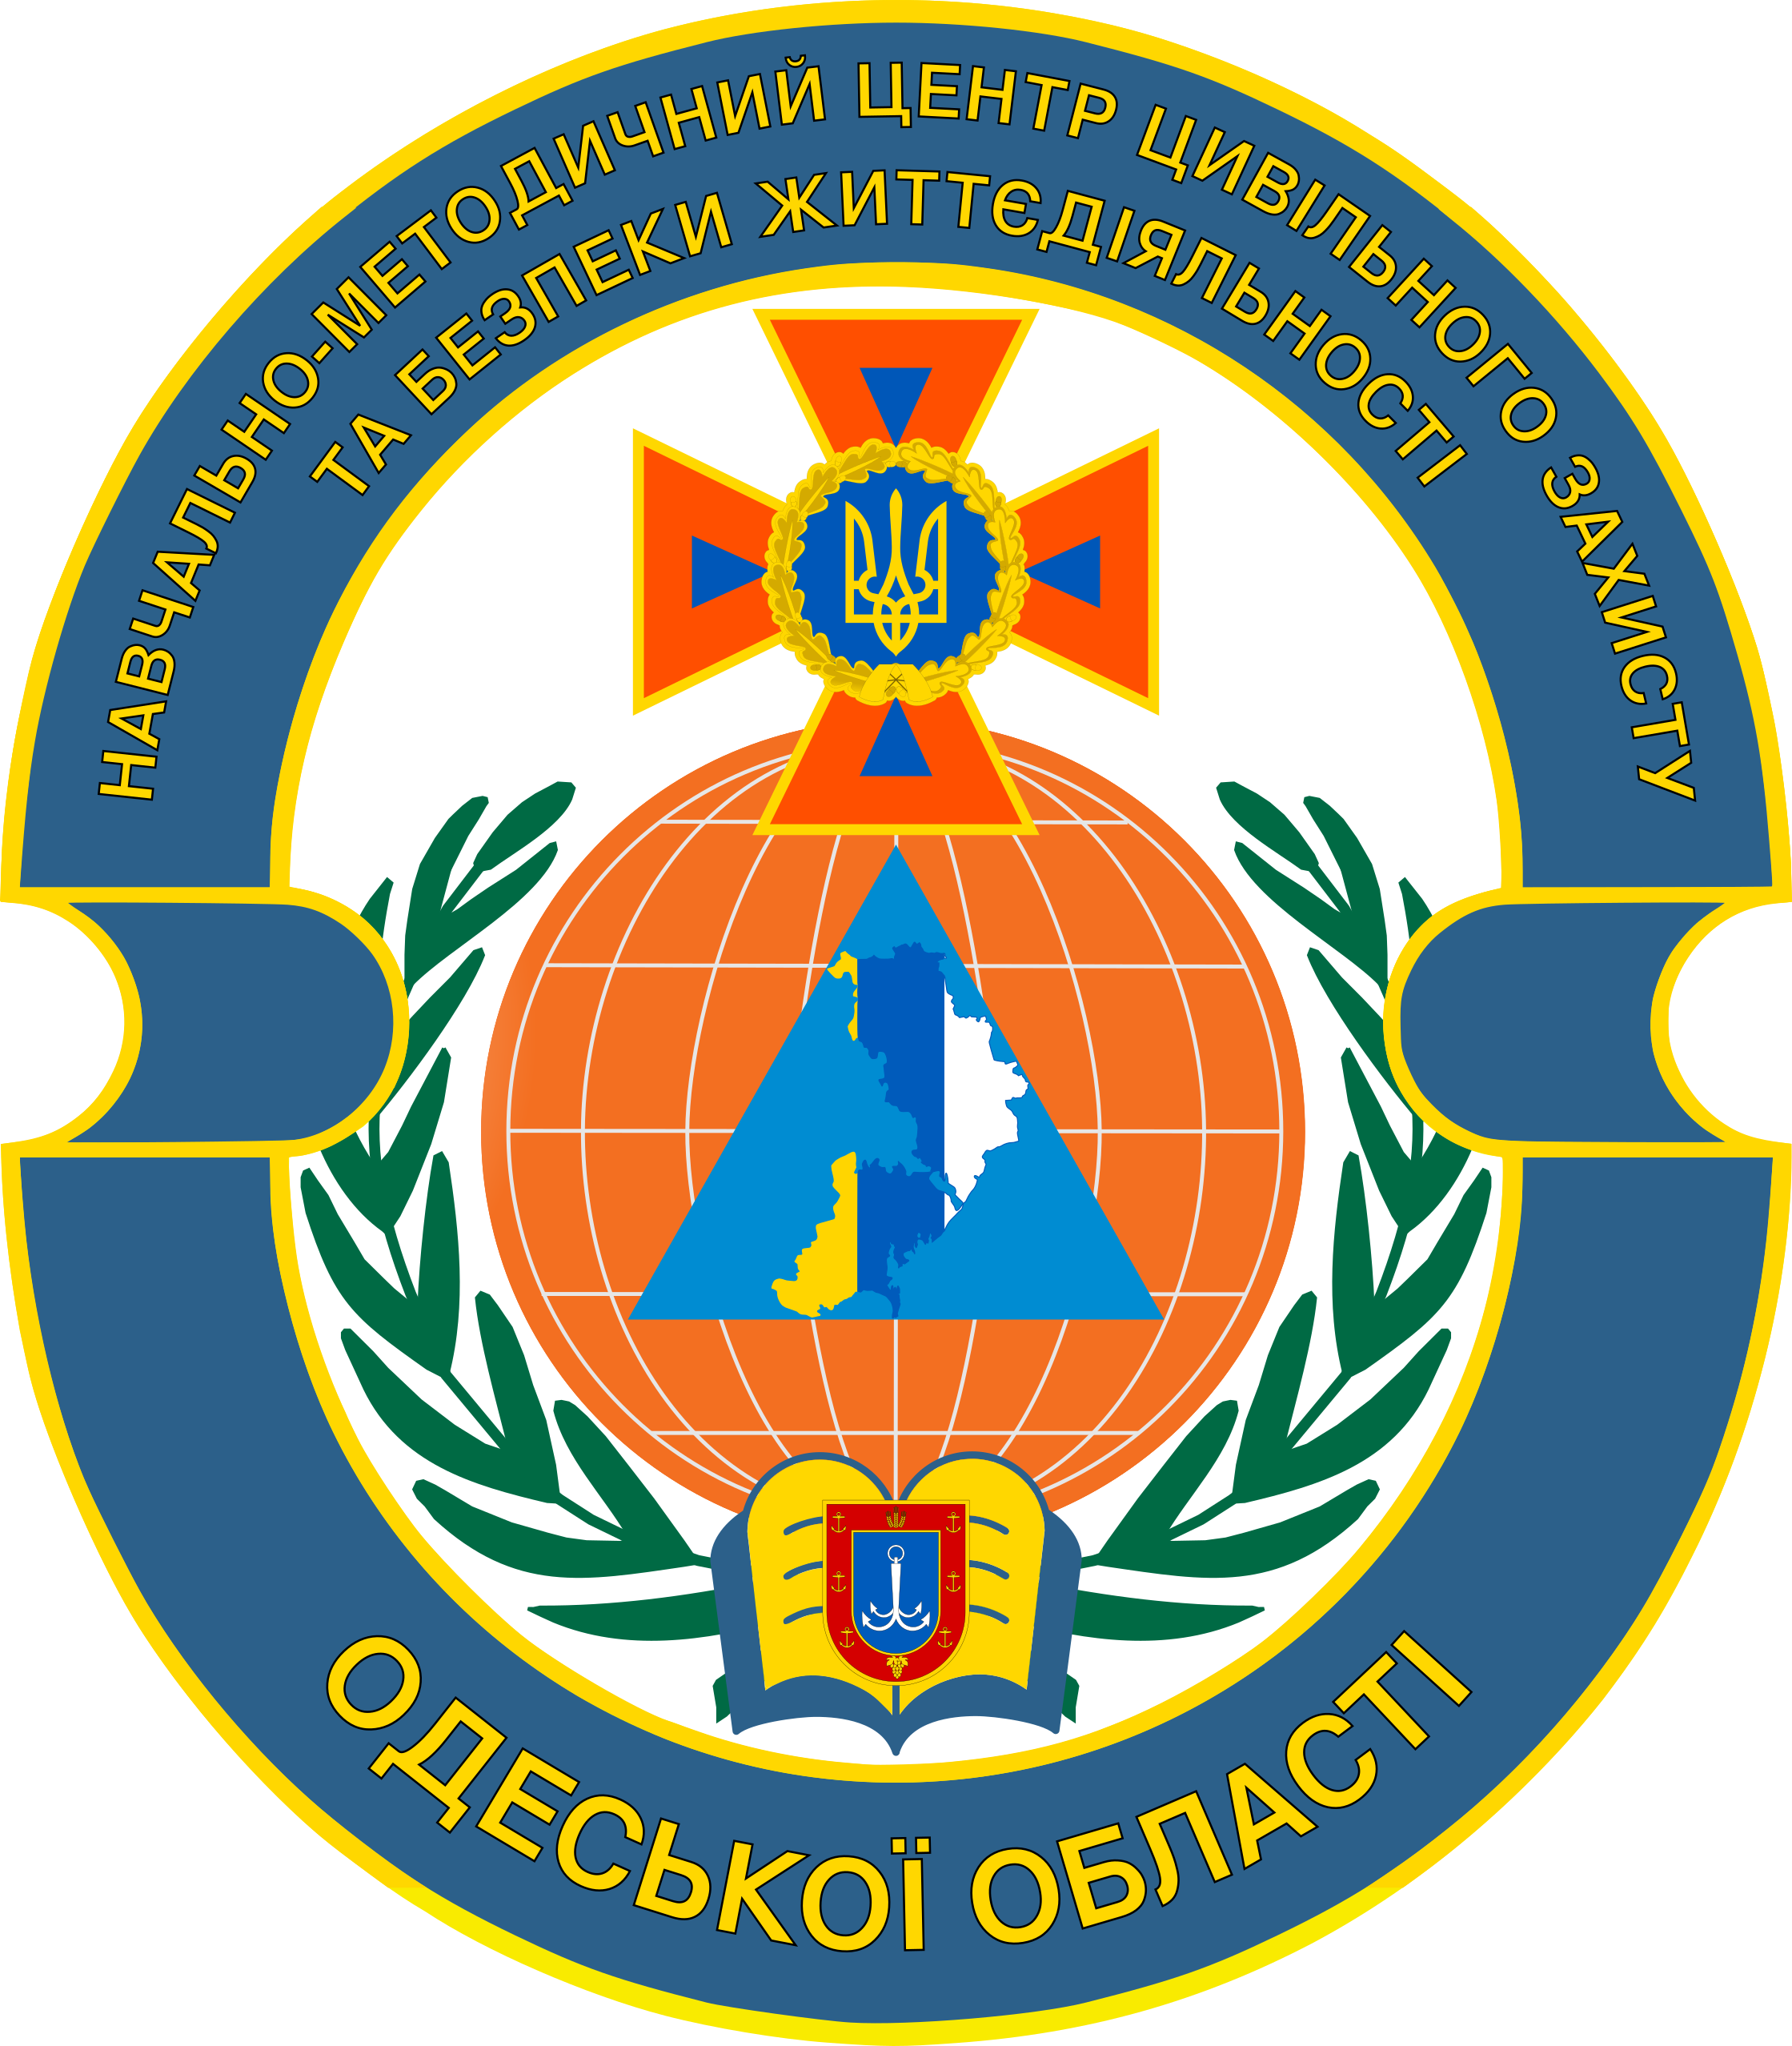 НАВЧАЛЬНО-МЕТОДИЧНИЙ ЦЕНТР ЦИВІЛЬНОГО ЗАХИСТУ
ТА БЕЗПЕКИ ЖИТТЄДІЯЛЬНОСТІ
ОДЕСЬКОЇ ОБЛАСТІ